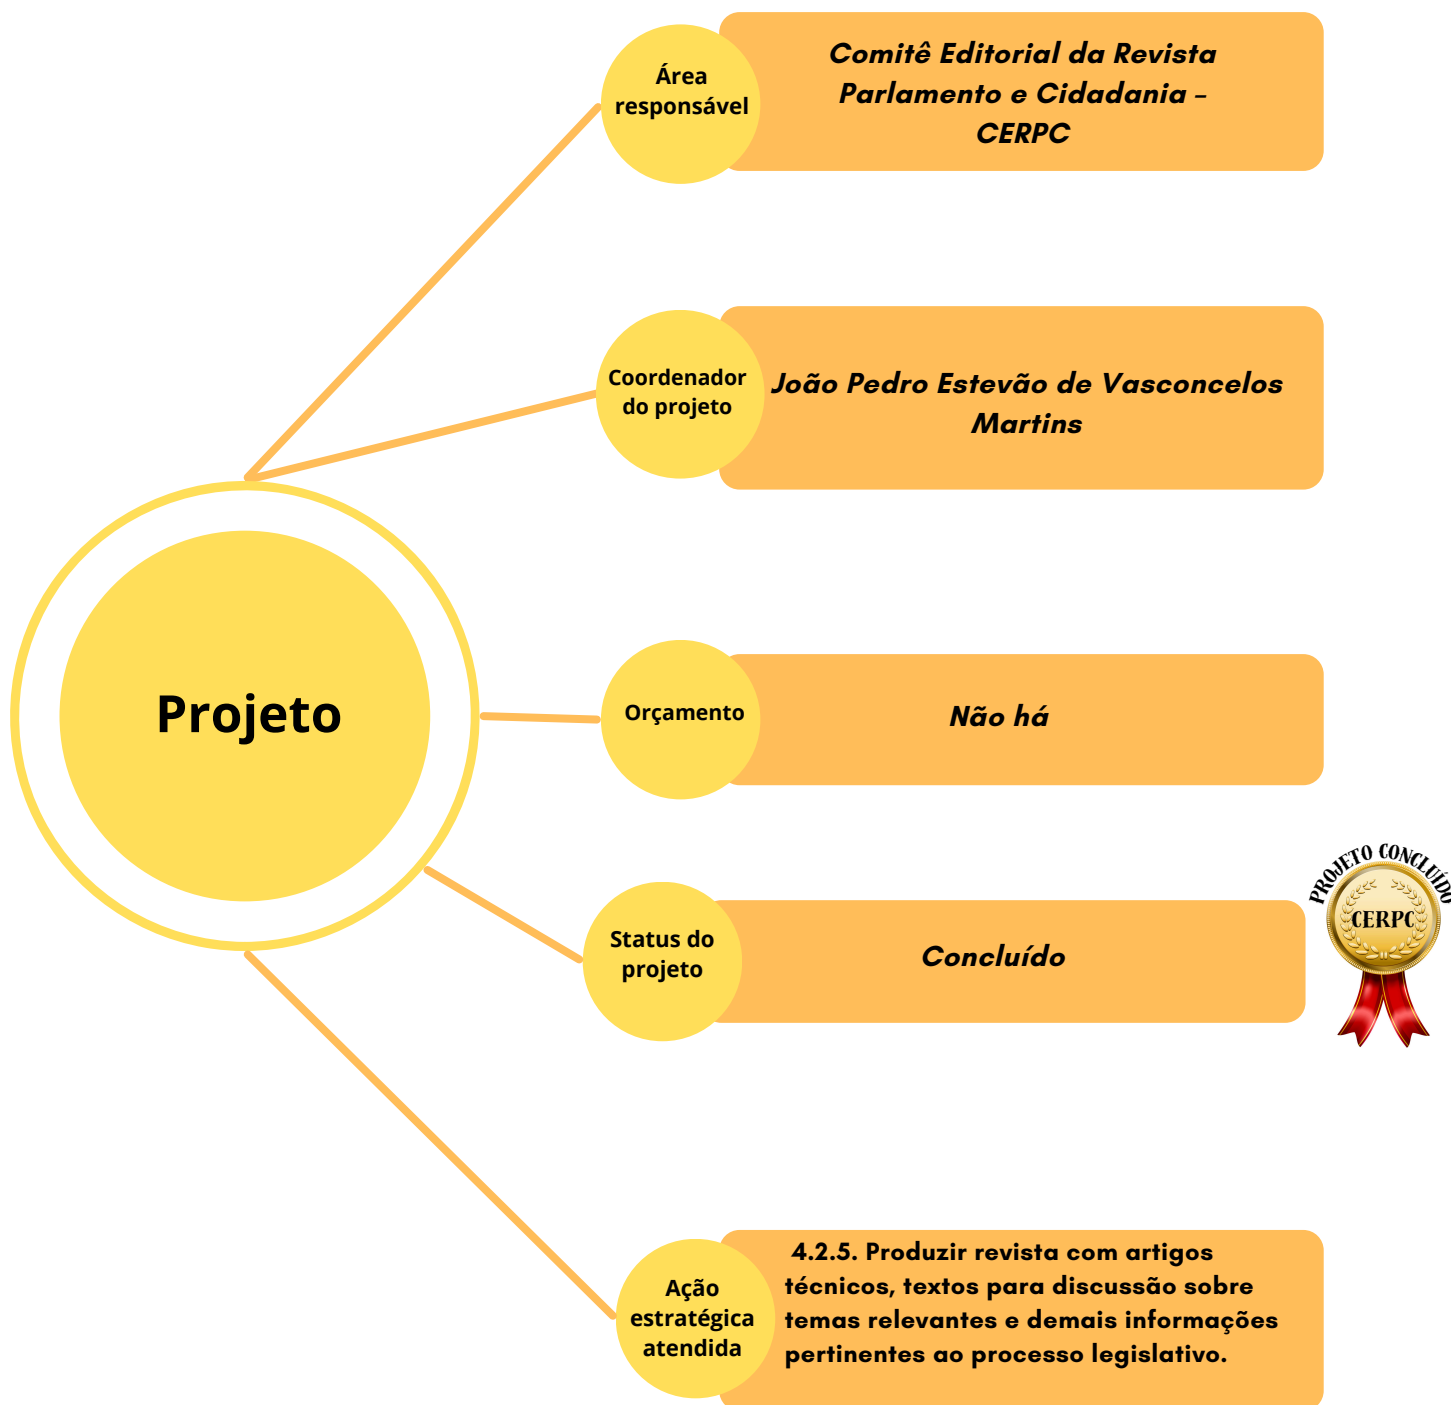 Área
responsável
Comitê Editorial da Revista
Parlamento e Cidadania –
CERPC
Coordenador
do projeto
João Pedro Estevão de Vasconcelos
Martins
Projeto
Orçamento
Não há
Status do
projeto
Concluído
PROJETO CONCLUÍDO
CERPC
Ação
estratégica
atendida
4.2.5. Produzir revista com artigos
técnicos, textos para discussão sobre
temas relevantes e demais informações
pertinentes ao processo legislativo.